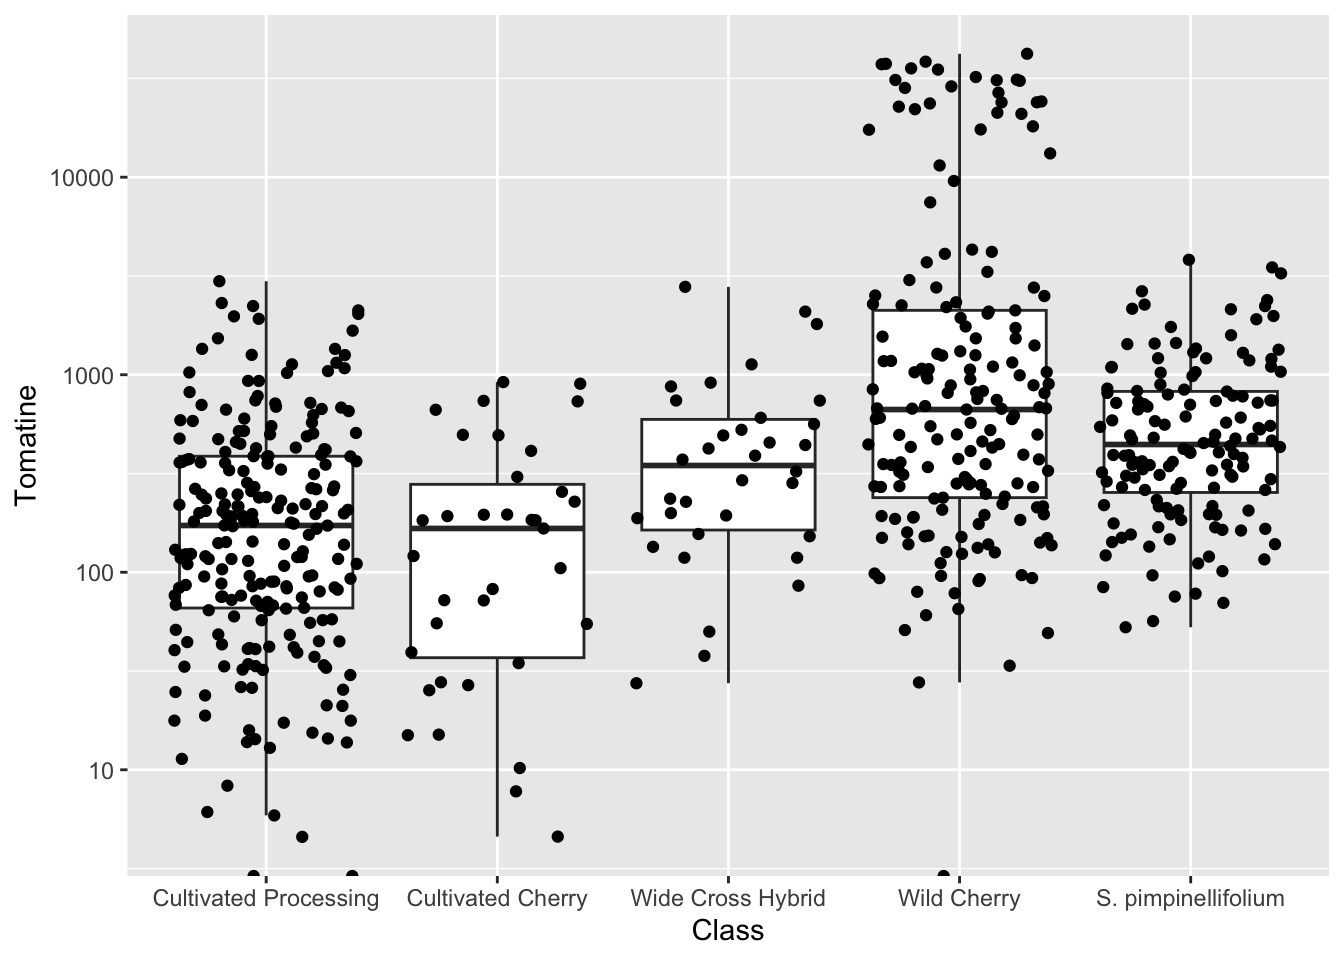 Tomatine
10000
1000
100
10
Cultivated Processing
Cultivated Cherry
Wide Cross Hybrid
Wild Cherry
S. pimpinellifolium
Class